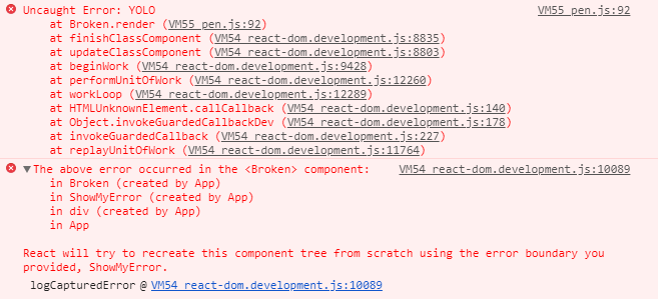 Uncaught Error: YOLO VM55 pen.js:92
at Broken.render (VM55 pen.js:92)
at finishClassComponent (VM54 react-dom.development.js:8835)
at updateClassComponent (VM54 react-dom.development.js:8803)
at beginWork (VM54 react-dom.development.js:9428)
at performUnitOfWork (VM54 react-dom.development.js:12260)
at workLoop (VM54 react-dom.development.js:12289)
at HTMLUnknownElement.callCallback (VM54 react-dom.development.js:140)
at Object.invokeGuardedCallbackDev (VM54 react-dom.development.js:178)
at invokeGuardedCallback (VM54 react-dom.development.js:227)
at replayUnitOfWork (VM54 react-dom.development.js:11764)
▼The above error occurred in the <Broken> component: VM54 react-dom.development.js:10089
in Broken (created by App)
in ShowMyError (created by App)
in div (created by App)
in App
React will try to recreate this component tree from scratch using the error boundary you
provided, ShowMyError.
logCapturedError @ VM54 react-dom.development.js:10089